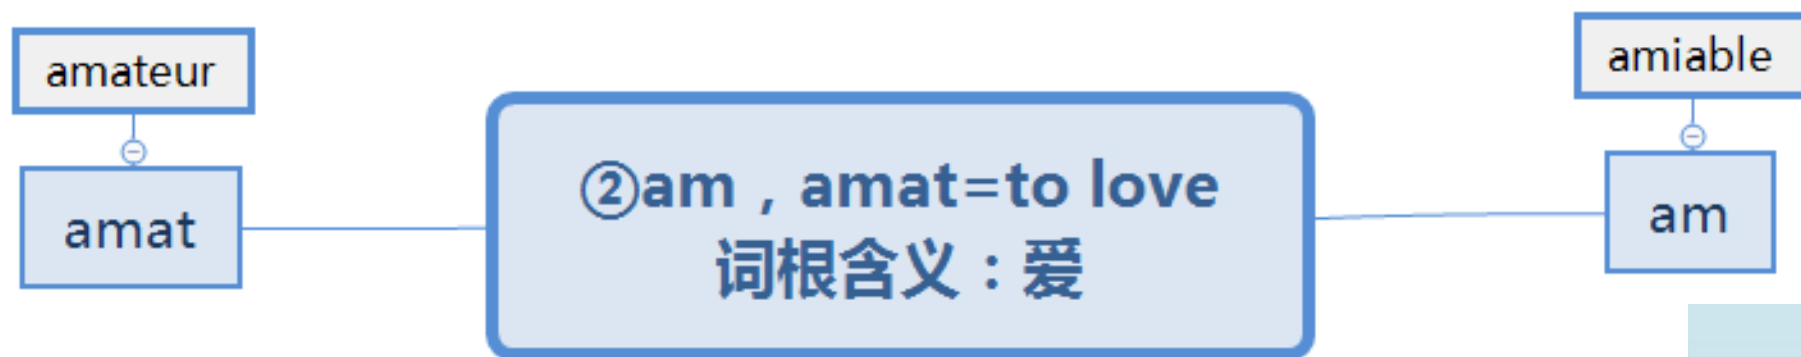 amateur
amiable
②am，amat=to love
词根含义：爱
amat
am